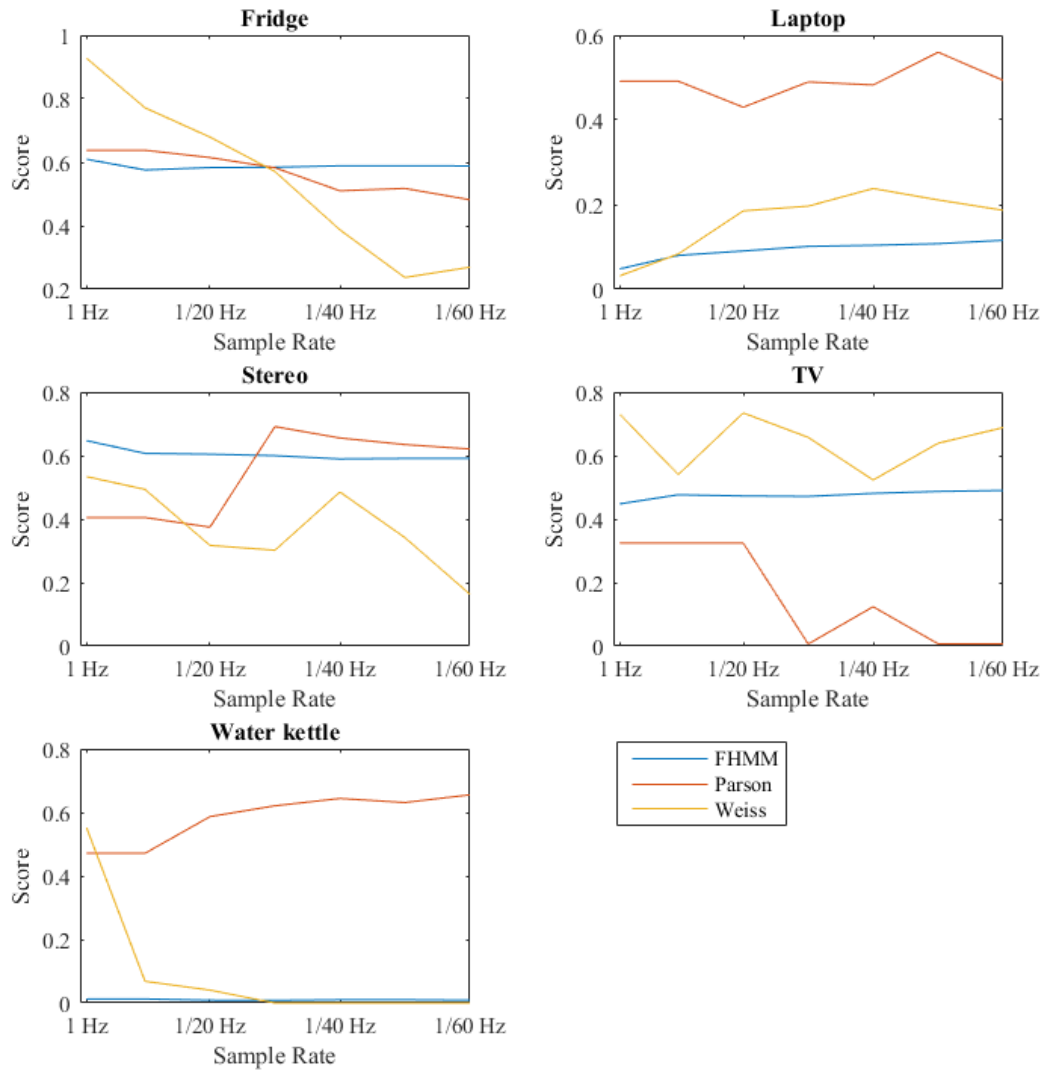 Fridge
1
0.8
0.6
0.4
0.2
Score
1 Hz 1/20 Hz 1/40 Hz 1/60 Hz
Sample Rate
Laptop
0.6
0.4
0.2
0
Score
1 Hz 1/20 Hz 1/40 Hz 1/60 Hz
Sample Rate
Stereo
0.8
0.6
0.4
0.2
0
Score
1 Hz 1/20 Hz 1/40 Hz 1/60 Hz
Sample Rate
TV
0.8
0.6
0.4
0.2
0
Score
1 Hz 1/20 Hz 1/40 Hz 1/60 Hz
Sample Rate
Water kettle
0.8
0.6
0.4
0.2
0
Score
1 Hz 1/20 Hz 1/40 Hz 1/60 Hz
Sample Rate
FHMM
Parson
Weiss